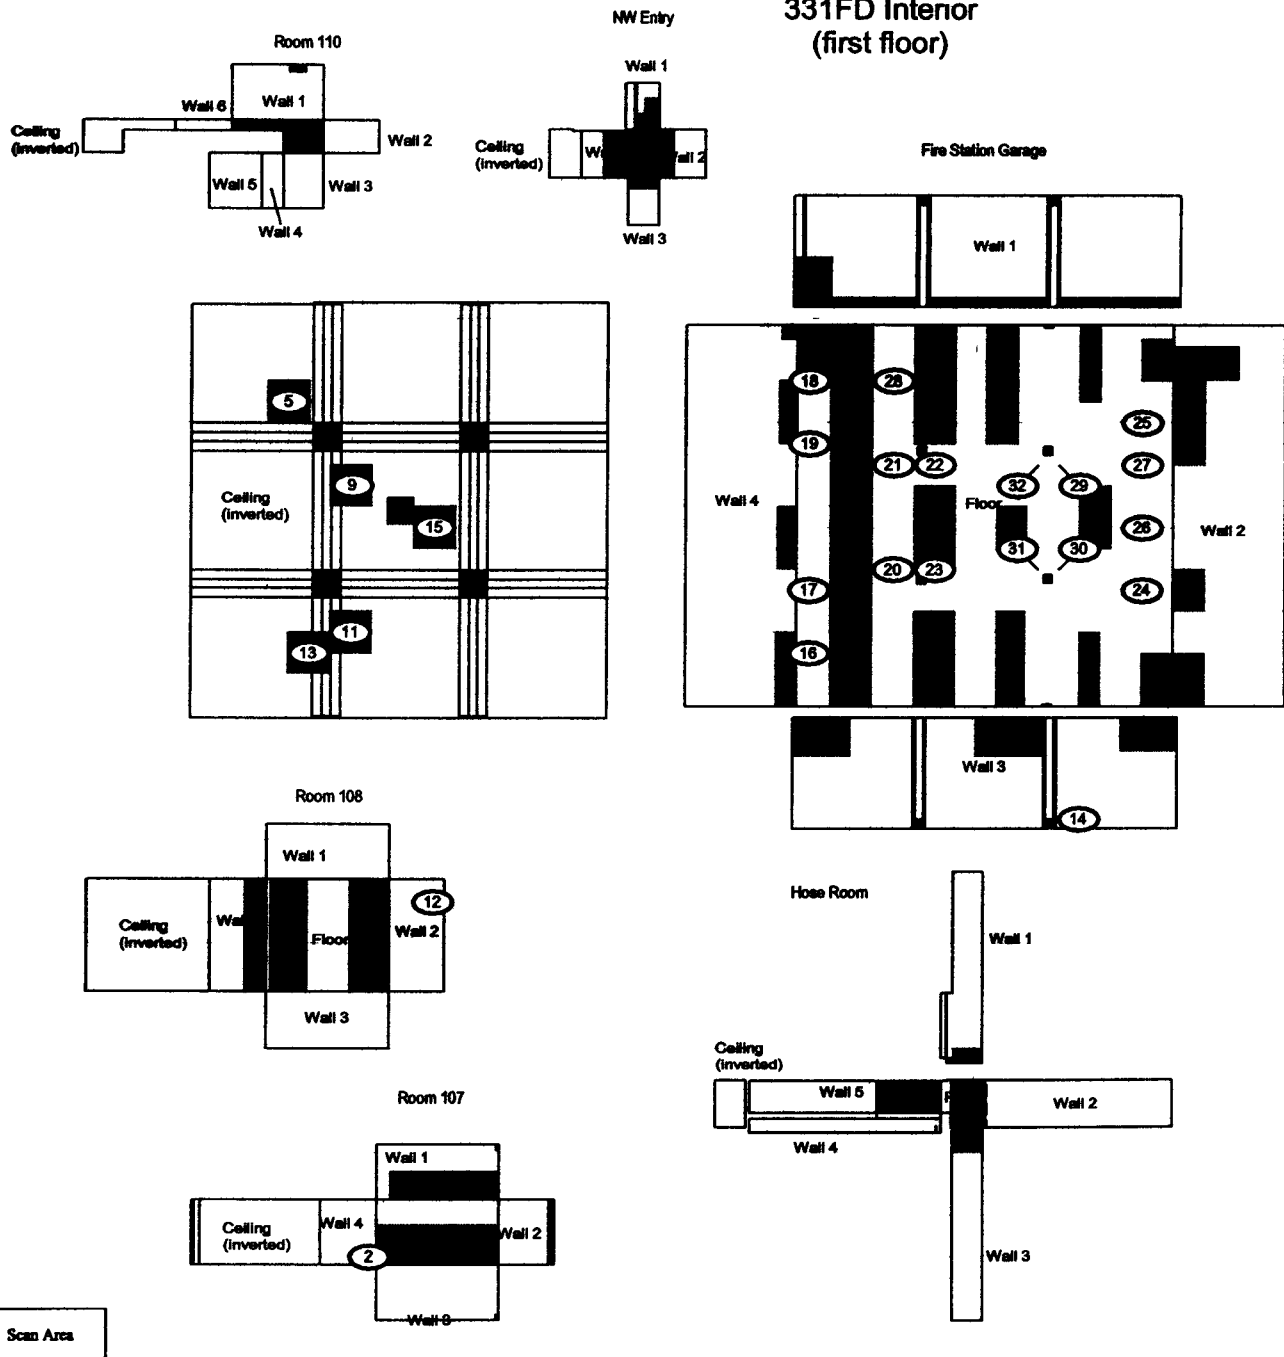 331FD Interior
(first floor)
NW Entry
Room 110
Wall 1
Wall 6
Wall 1
Ceiling
(inverted)
Wall 2
Ceiling
(inverted)
Wall 2
Fire Station Garage
Wall 5
Wall 3
Wall 4
Wall 3
Wall 1
5
9
Ceiling
(inverted)
15
11
13
18
28
25
19
21
22
27
32
29
Wall 4
Floor
26
Wall 2
31
30
20
23
17
24
16
Wall 3
14
Room 108
Wall 1
12
Wal
Floor
Wall 2
Ceiling
(inverted)
Wall 3
Hose Room
Wall 1
Ceiling
(inverted)
Wall 5
Wall 2
Wall 4
Wall 3
Room 107
Wall 1
Wall 4
Ceiling
(inverted)
Wall 2
2
Wall 3
Scan Area